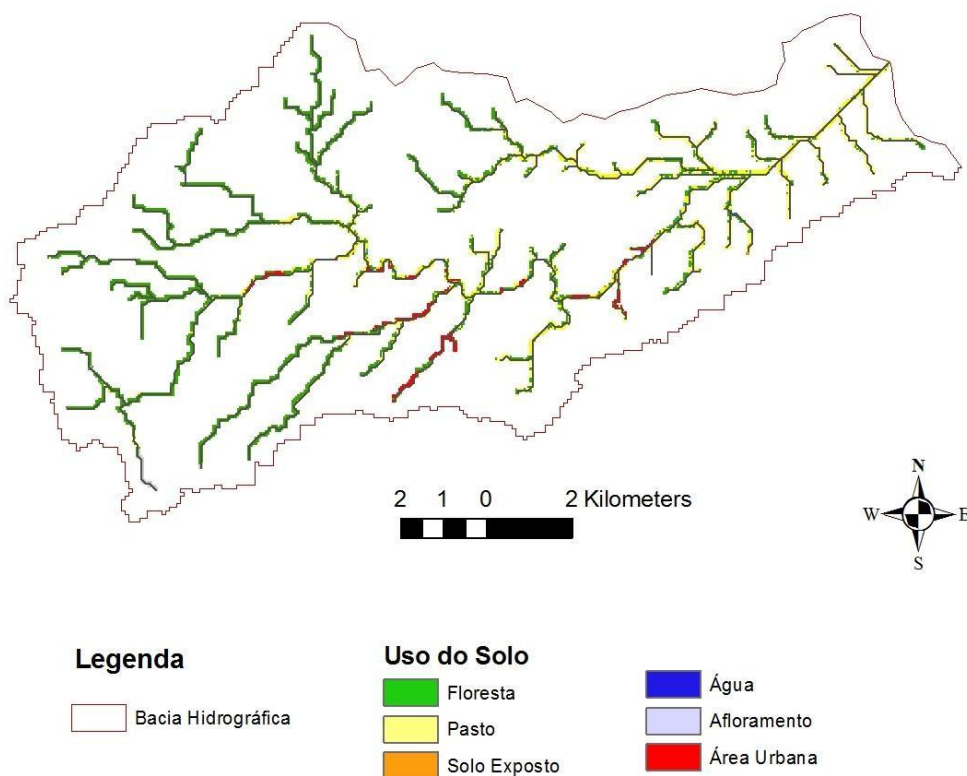 2 1 0 2 Kilometers
N
W E
S
Legenda
Bacia Hidrográfica
Uso do Solo
Floresta
Pasto
Solo Exposto
Água
Afloramento
Área Urbana